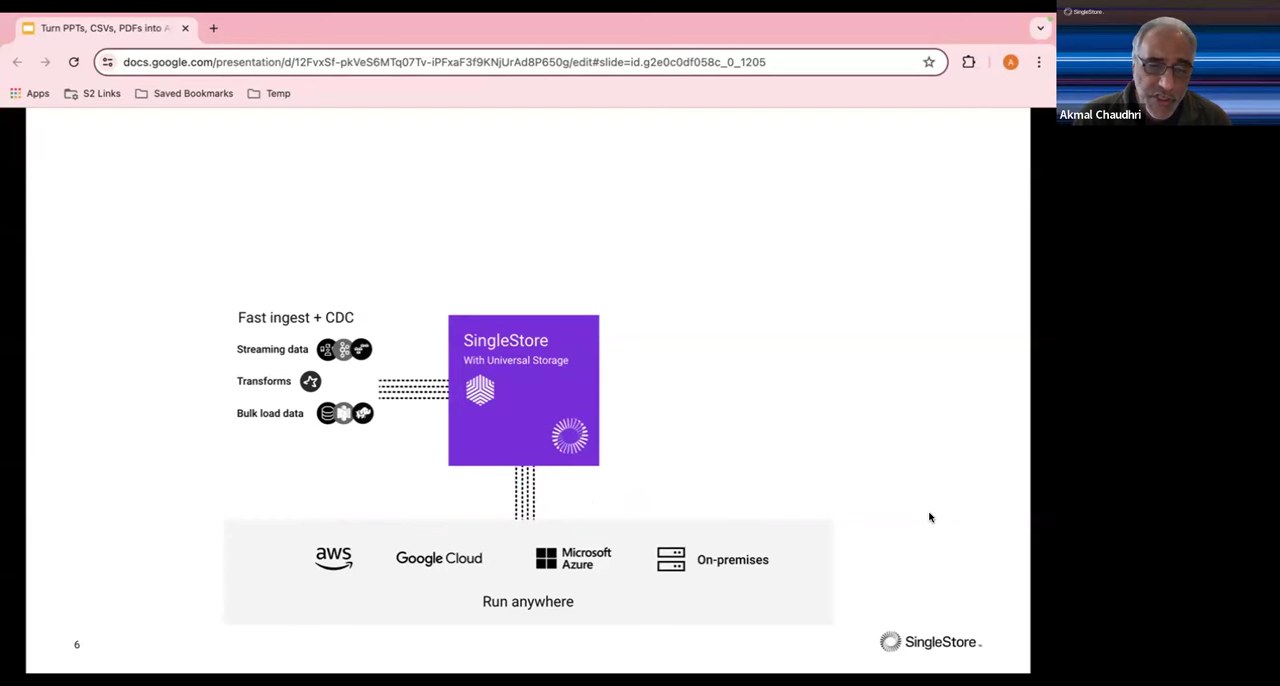 Turn PPTs, CSVs, PDFs into A
docs.google.com/presentation/d/12FvxSf-pkVeS6MTq07Tv-iPFxaF3f9KNjUrAd8P650g/edit#slide=id.g2e0c0df058c_0_1205
A
Apps
S2 Links
Saved Bookmarks
Temp
SingleStore
Akmal Chaudhri
Fast ingest + CDC
Streaming data
Transforms
Bulk load data
SingleStore
With Universal Storage
aws
Google Cloud
Microsoft
Azure
On-premises
Run anywhere
6
SingleStore